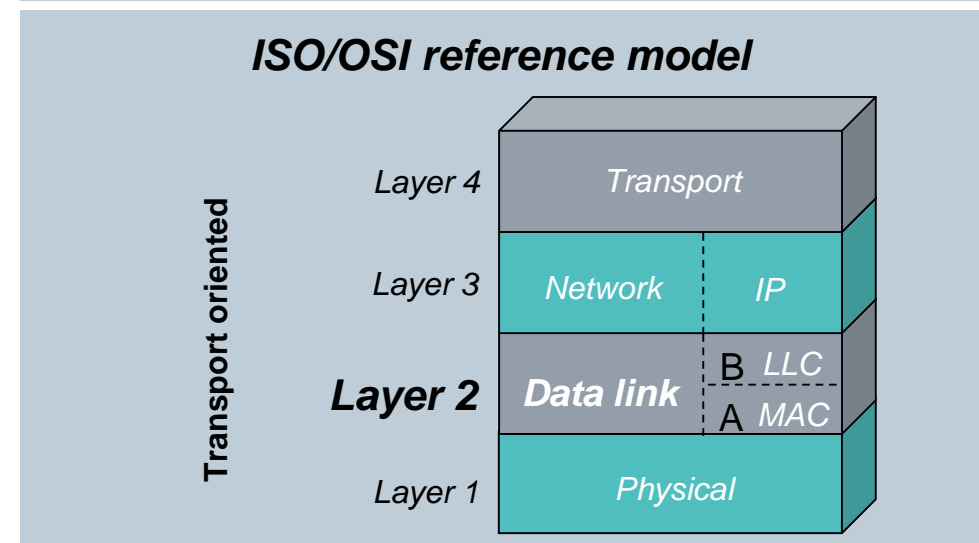 ISO/OSI reference model
Transport oriented
Layer 4 Transport
Layer 3 Network IP
Layer 2 Data link B LLC
A MAC
Layer 1 Physical